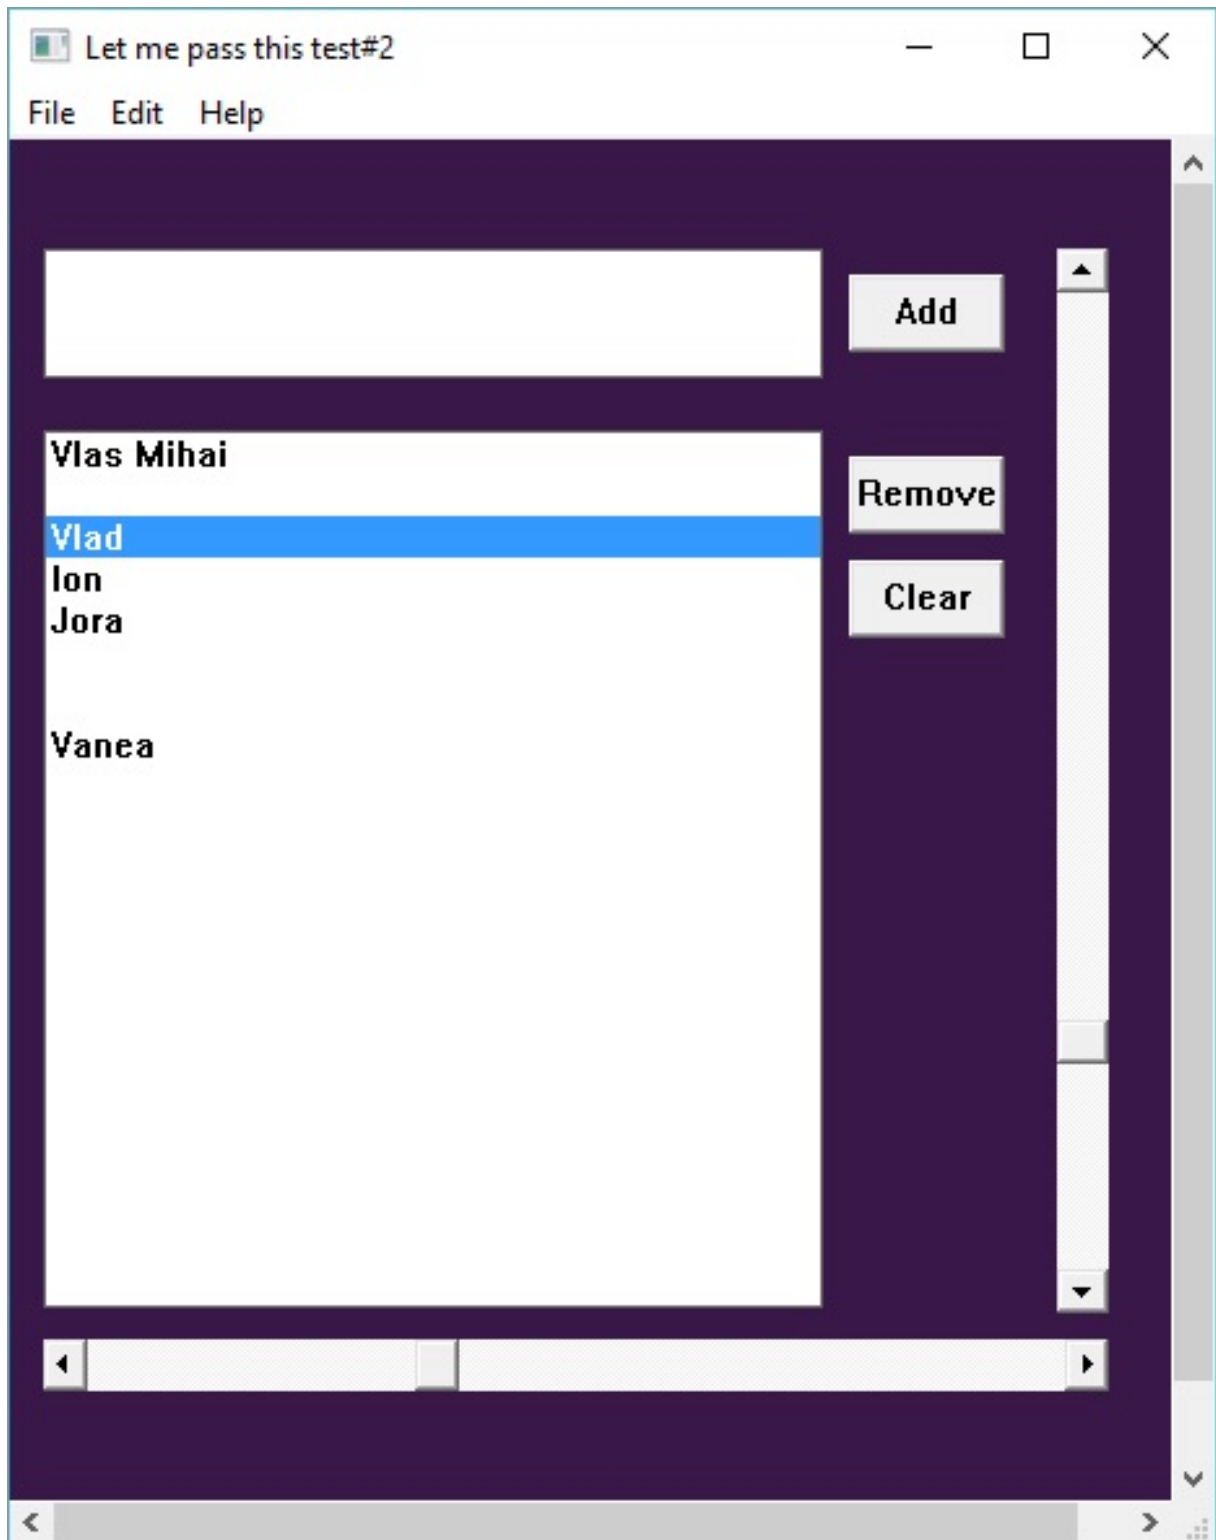 Let me pass this test#2
File Edit Help
Add
Vlas Mihai
Remove
Vlad
Ion
Clear
Jora
Vanea